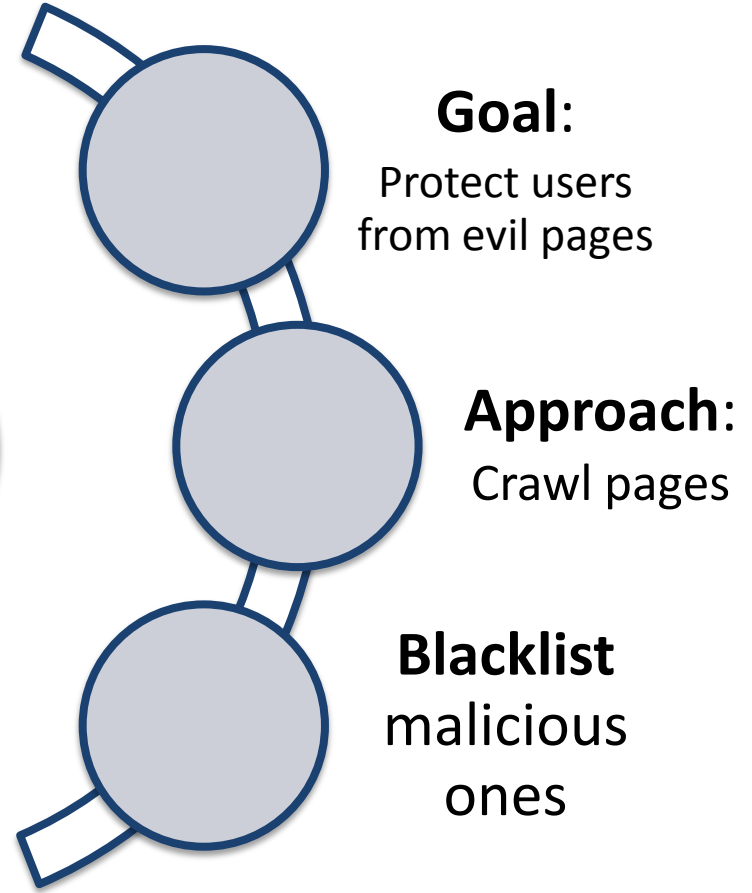 Goal:
Protect users
from evil pages
Approach:
Crawl pages
Blacklist
malicious
ones